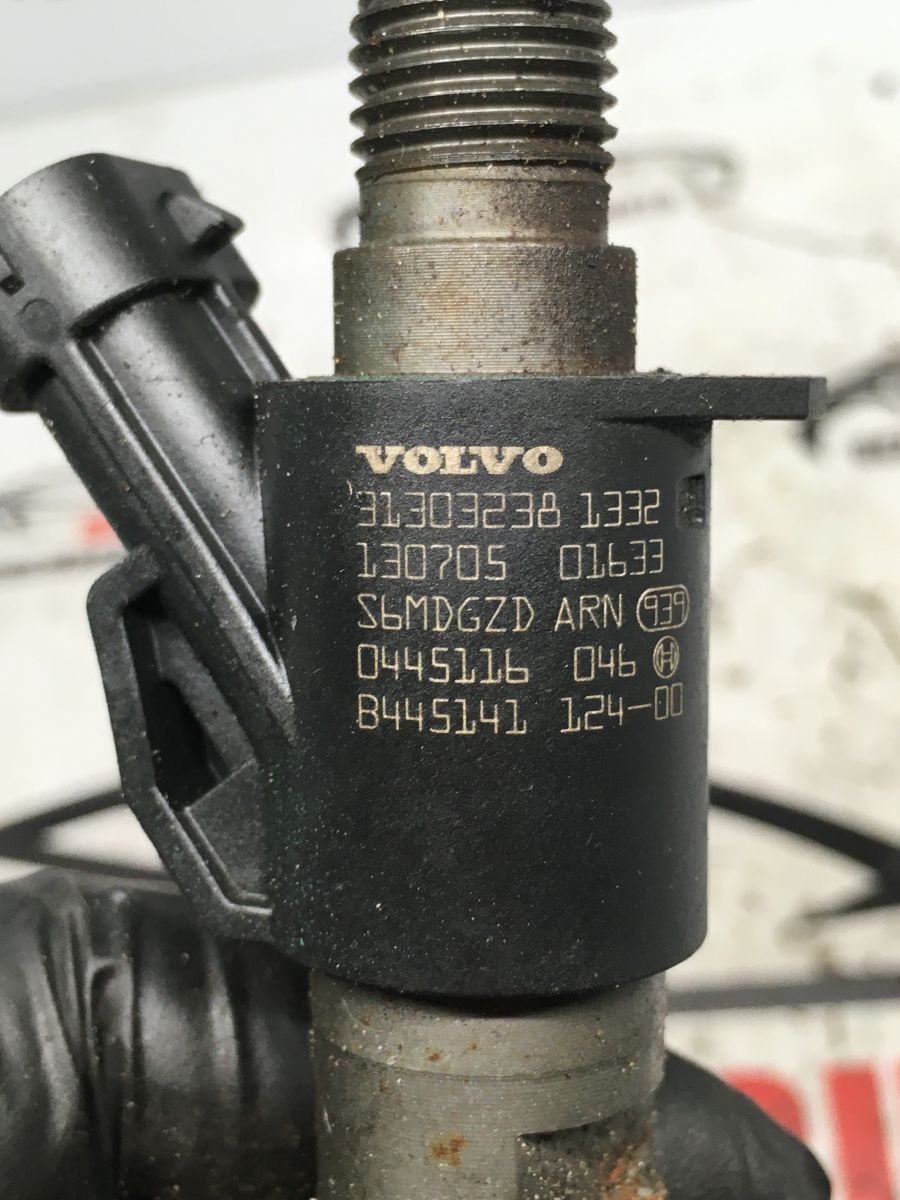 VOLVO
31303238 1332
130705 01633
S6MDGZD ARN 939
0445116 046
B445141 124-00